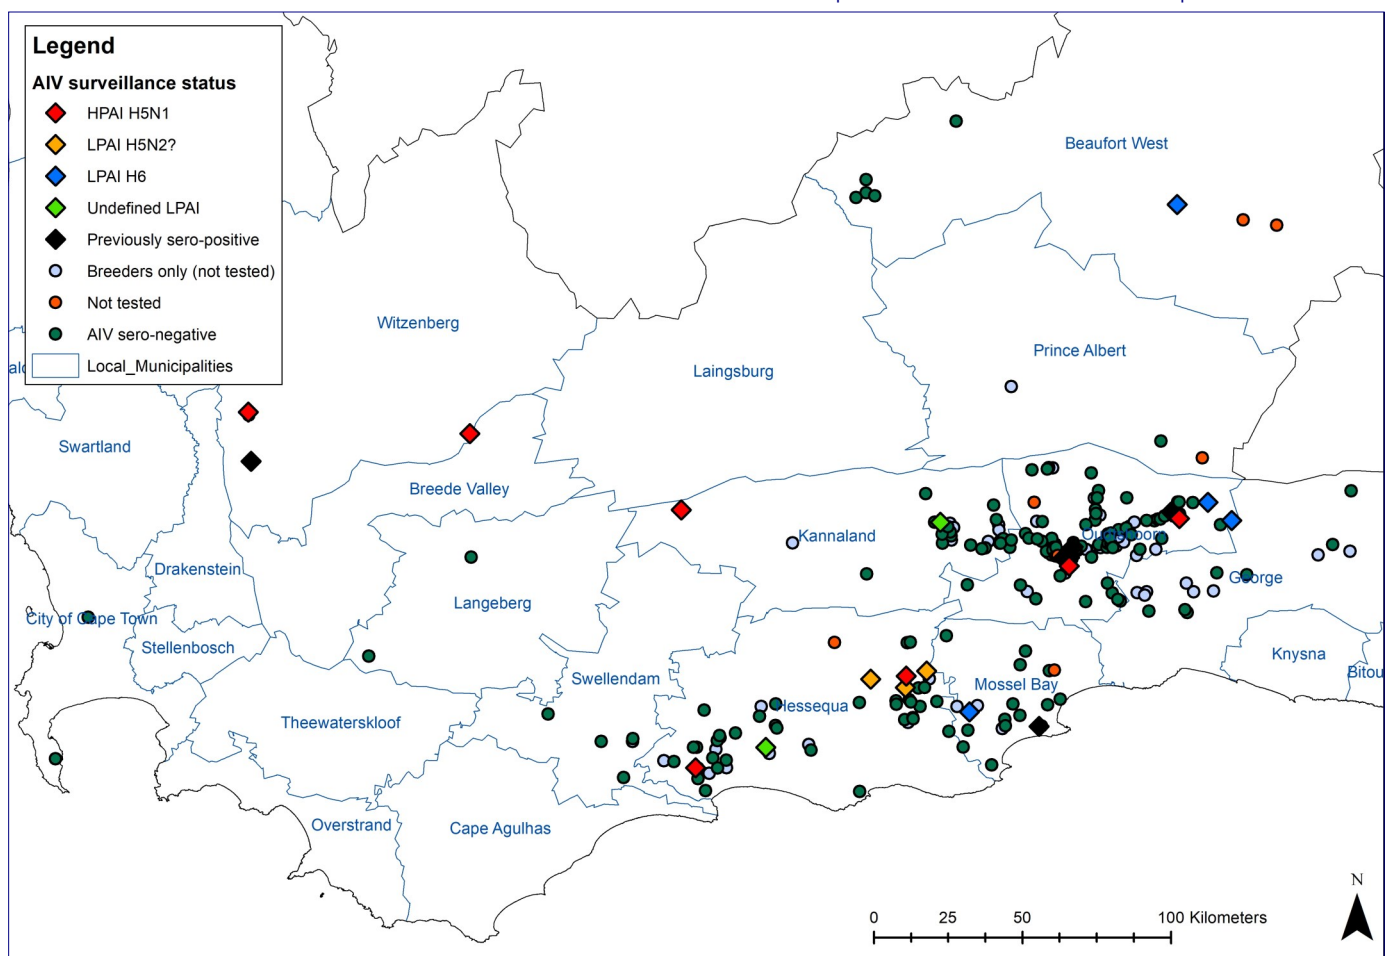 Legend
AIV surveillance status
HPAI H5N1
LPAI H5N2?
LPAI H6
Undefined LPAI
Previously sero-positive
Breeders only (not tested)
Not tested
AIV sero-negative
Local_Municipalities
Beaufort West
Witzenberg
Prince Albert
Laingsburg
Swartland
Breede Valley
Kannaland
Drakenstein
George
Langeberg
City of Cape Town
Stellenbosch
Knysna
Bitou
Swellendam
Mossel Bay
Hessequa
Theewaterskloof
Overstrand
Cape Agulhas
N
0 25 50 100 Kilometers